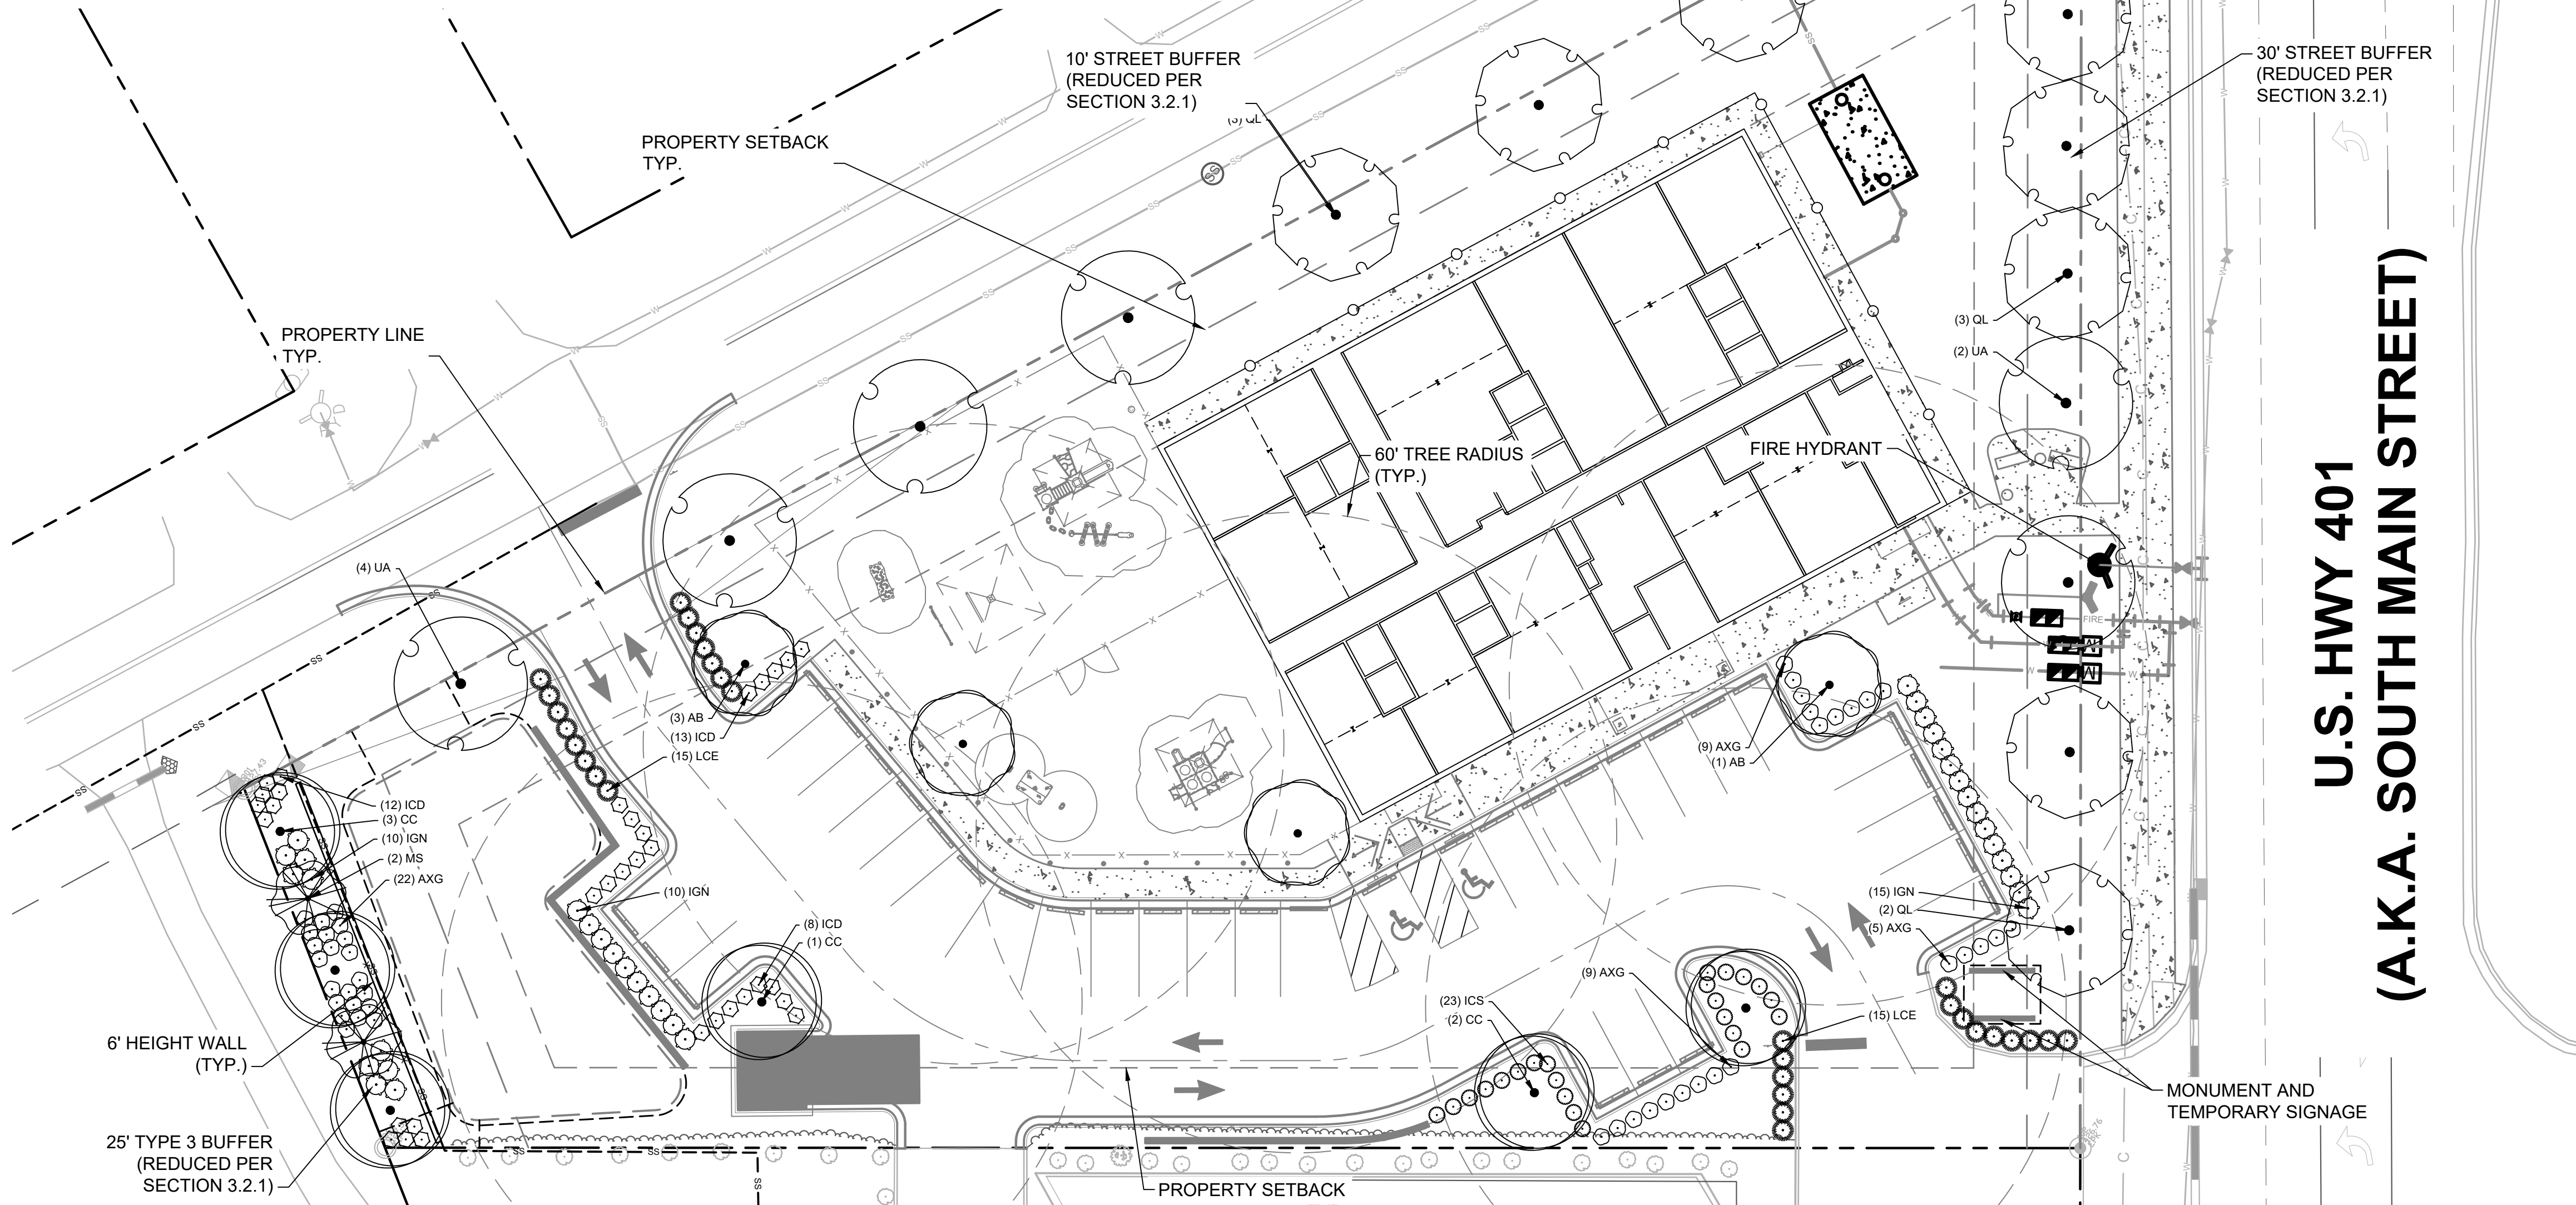 10' STREET BUFFER
(REDUCED PER
SECTION 3.2.1)
(3) QL
30' STREET BUFFER
(REDUCED PER
SECTION 3.2.1)
PROPERTY SETBACK
TYP.
SS
PROPERTY LINE
TYP.
(3) QL
(2) UA
60' TREE RADIUS
(TYP.)
FIRE HYDRANT
U.S. HWY 401
(A.K.A. SOUTH MAIN STREET)
(4) UA
FIRE
(3) AB
(13) ICD
(15) LCE
(9) AXG
(1) AB
(12) ICD
(3) CC
(10) IGN
(2) MS
(22) AXG
(10) IGN
(8) ICD
(1) CC
(15) IGN
(2) QL
(5) AXG
(9) AXG
(23) ICS
(2) CC
(15) LCE
6' HEIGHT WALL
(TYP.)
MONUMENT AND
TEMPORARY SIGNAGE
25' TYPE 3 BUFFER
(REDUCED PER
SECTION 3.2.1)
PROPERTY SETBACK